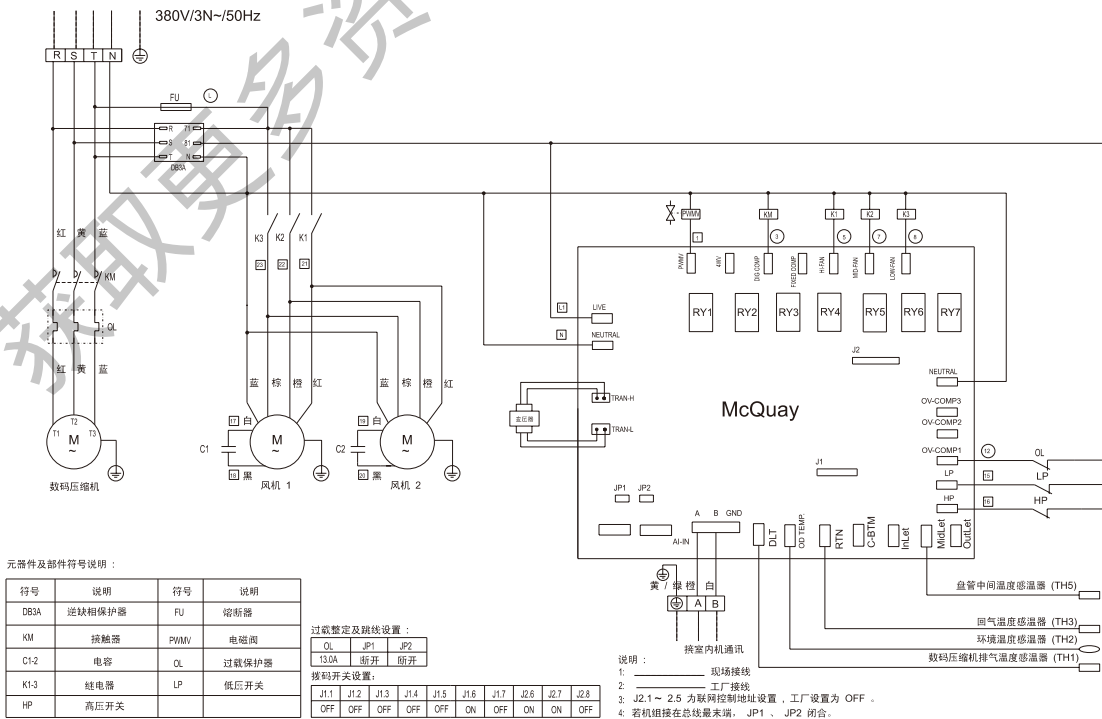 380V/3N~/50Hz
R S T N
FU L
R 71
S 81
T N
DB3A
获取更多资
红 黄 蓝
K3 K2 K1
23 22 21
KM
OL
红 黄 蓝
PWMV KM K1 K2 K3
1 3 5 7 8
PWMV 4WV DIG-COMP FIXED COMP HI-FAN MID-FAN LOW-FAN
L1 LIVE
N NEUTRAL
RY1 RY2 RY3 RY4 RY5 RY6 RY7
J2
NEUTRAL
变压器
TRAN-H
TRAN-L
McQuay
OV-COMP3
OV-COMP2
OV-COMP1 12 OL
LP 15 LP
HP 16 HP
J1
蓝 棕 橙 红
蓝 棕 橙 红
T1 T2 T3
M
~
数码压缩机
17 白
C1
M
~
18 黑
风机 1
19 白
C2
M
~
20 黑
风机 2
JP1 JP2
A B GND
AI-IN
DLT
OD TEMP.
RTN
C-BTM
InLet
MidLet
OutLet
黄 / 绿 橙 白
A B
接室内机通讯
盘管中间温度感温器 (TH5)
回气温度感温器 (TH3)
环境温度感温器 (TH2)
数码压缩机排气温度感温器 (TH1)
元器件及部件符号说明：
符号 说明 符号 说明
DB3A 逆缺相保护器 FU 熔断器
KM 接触器 PWMV 电磁阀
C1-2 电容 OL 过载保护器
K1-3 继电器 LP 低压开关
HP 高压开关
过载整定及跳线设置：
OL JP1 JP2
13.0A 断开 断开
拨码开关设置：
J1.1 J1.2 J1.3 J1.4 J1.5 J1.6 J1.7 J2.6 J2.7 J2.8
OFF OFF OFF OFF OFF ON OFF ON ON OFF
说明：
1: 现场接线
2: 工厂接线
3: J2.1~ 2.5 为联网控制地址设置，工厂设置为 OFF 。
4: 若机组接在总线最末端， JP1 、 JP2 闭合。